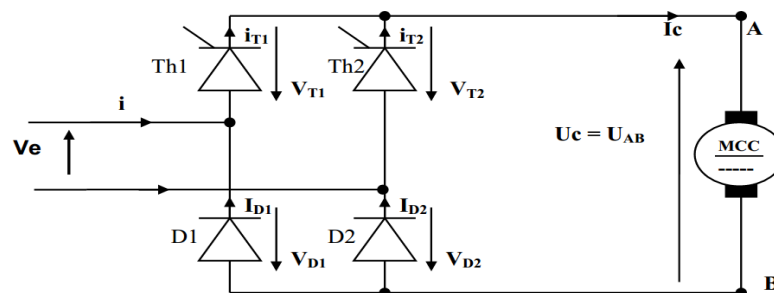 iT1
iT2
Ic
A
Th1
Th2
VT1
VT2
i
Ve
Uc = UAB
MCC
-----
ID1
ID2
D1
D2
VD1
VD2
B